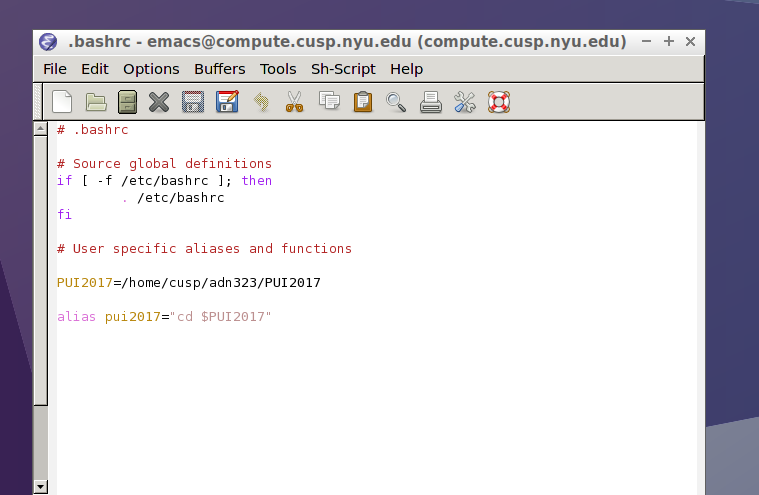 .bashrc - emacs@compute.cusp.nyu.edu (compute.cusp.nyu.edu)
File Edit Options Buffers Tools Sh-Script Help
# .bashrc
# Source global definitions
if [ -f /etc/bashrc ]; then
        . /etc/bashrc
fi
# User specific aliases and functions
PUI2017=/home/cusp/adn323/PUI2017
alias pui2017="cd $PUI2017"